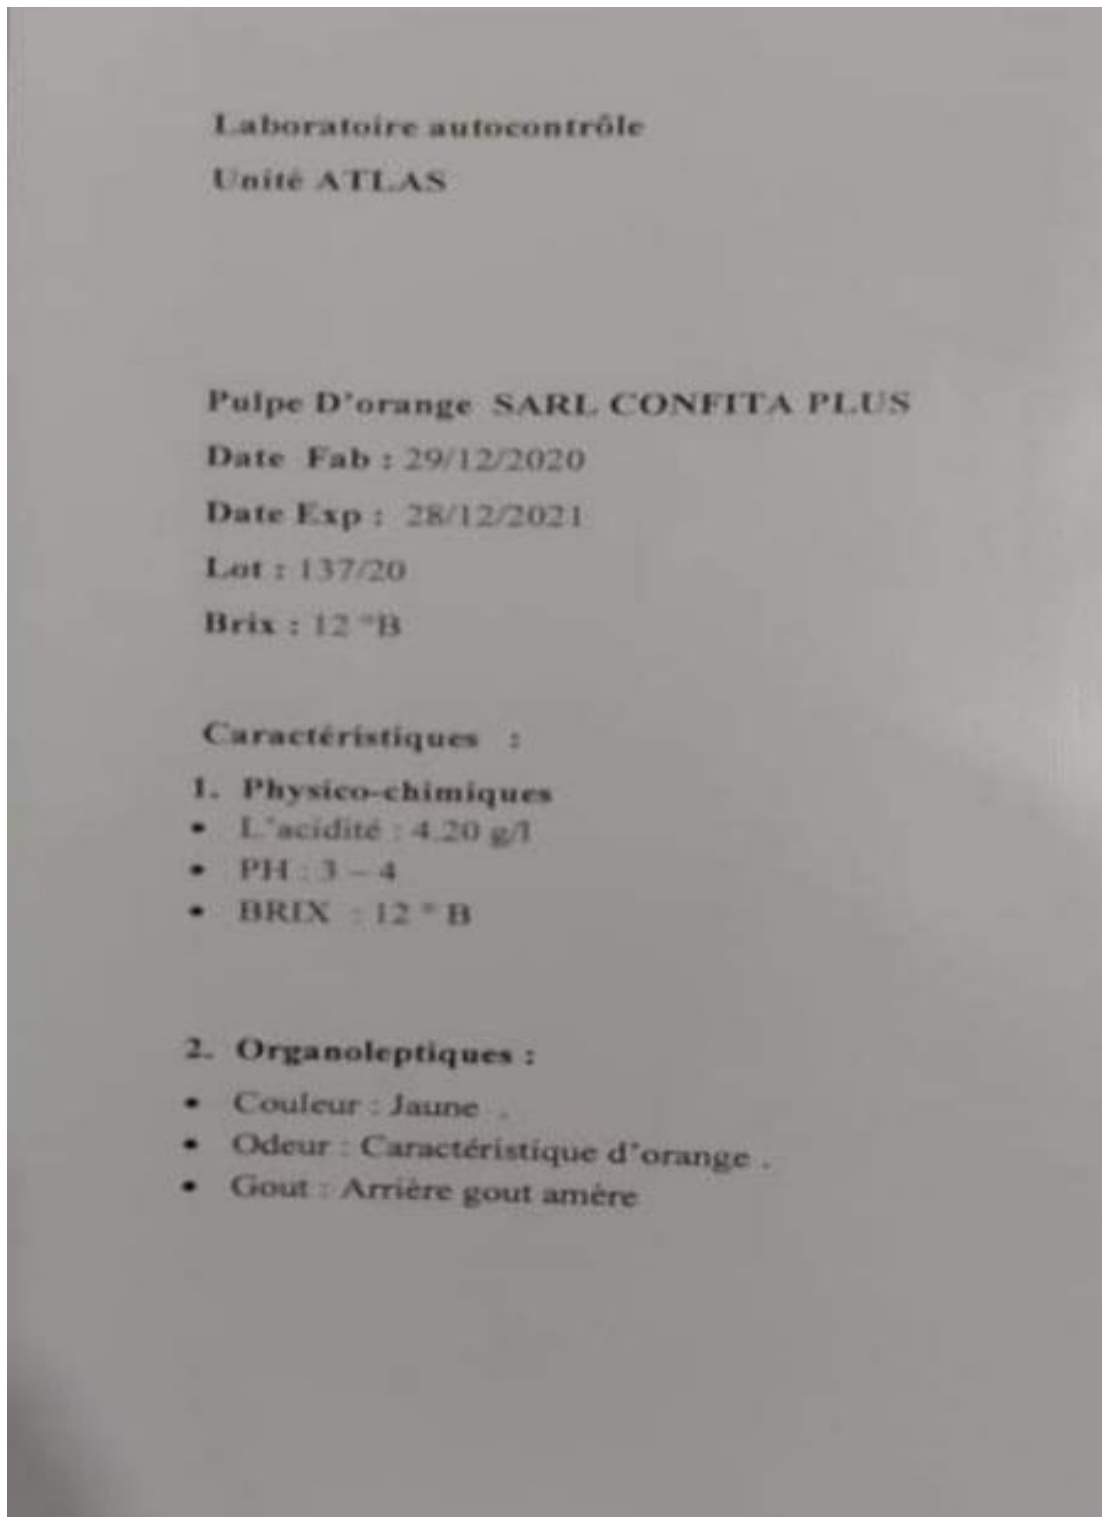 Laboratoire autocontrôle
Unité ATLAS
Pulpe D'orange SARL CONFITA PLUS
Date Fab : 29/12/2020
Date Exp : 28/12/2021
Lot : 137/20
Brix : 12 °B
Caractéristiques :
1. Physico-chimiques
• L'acidité : 4.20 g/l
• PH : 3 – 4
• BRIX : 12 ° B
2. Organoleptiques :
• Couleur : Jaune .
• Odeur : Caractéristique d'orange .
• Gout : Arrière gout amère